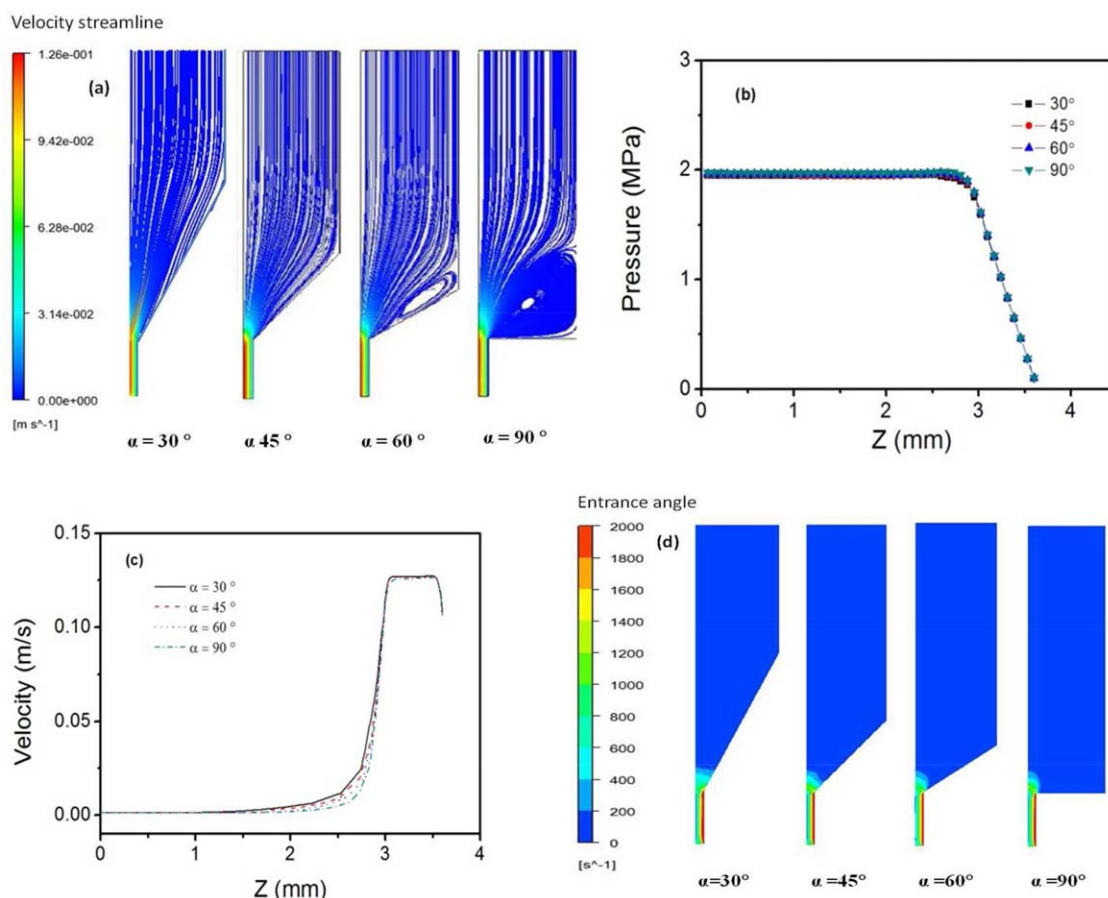 Velocity streamline
1.26e-001
9.42e-002
6.28e-002
3.14e-002
0.00e+000
[m s^-1]
(a)
α = 30 °
α 45 °
α = 60 °
α = 90 °
(b)
30°
45°
60°
90°
Pressure (MPa)
3
2
1
0
0
1
2
3
4
Z (mm)
(c)
α = 30 °
α = 45 °
α = 60 °
α = 90 °
Velocity (m/s)
0.15
0.10
0.05
0.00
0
1
2
3
4
Z (mm)
Entrance angle
2000
1800
1600
1400
1200
1000
800
600
400
200
0
[s^-1]
(d)
α=30°
α =45°
α =60°
α=90°